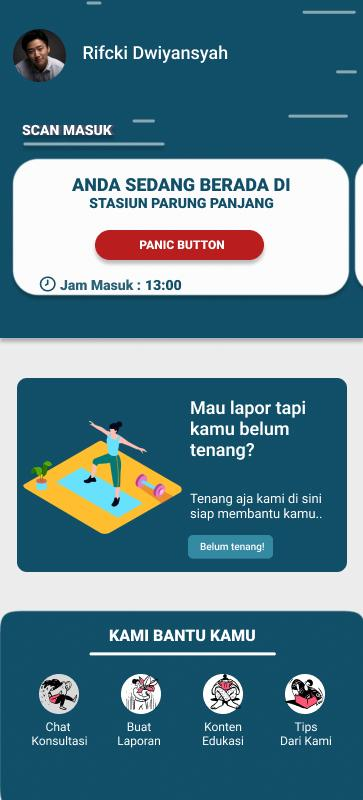 Rifcki Dwiyansyah
SCAN MASUK
ANDA SEDANG BERADA DI
STASIUN PARUNG PANJANG
PANIC BUTTON
Jam Masuk : 13:00
Mau lapor tapi
kamu belum
tenang?
Tenang aja kami di sini
siap membantu kamu..
Belum tenang!
KAMI BANTU KAMU
Chat
Konsultasi
Buat
Laporan
Konten
Edukasi
Tips
Dari Kami